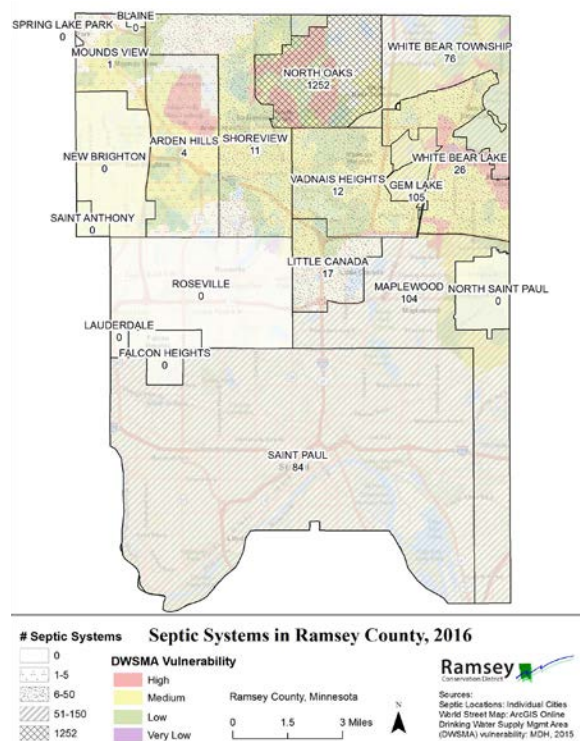 BLAINE
0
SPRING LAKE PARK
0
MOUNDS VIEW
1
NORTH OAKS
1252
WHITE BEAR TOWNSHIP
76
NEW BRIGHTON
0
ARDEN HILLS
4
SHOREVIEW
11
VADNAIS HEIGHTS
12
WHITE BEAR LAKE
26
GEM LAKE
105
SAINT ANTHONY
0
LITTLE CANADA
17
ROSEVILLE
0
MAPLEWOOD
104
NORTH SAINT PAUL
0
LAUDERDALE
0
FALCON HEIGHTS
0
SAINT PAUL
84
# Septic Systems
0
1-5
6-50
51-150
1252
Septic Systems in Ramsey County, 2016
DWSMA Vulnerability
High
Medium
Low
Very Low
Ramsey County, Minnesota
0 1.5 3 Miles
N
Ramsey
Conservation District
Sources:
Septic Locations: Individual Cities
World Street Map: ArcGIS Online
Drinking Water Supply Mgmt Area
(DWSMA) vulnerability: MDH, 2015